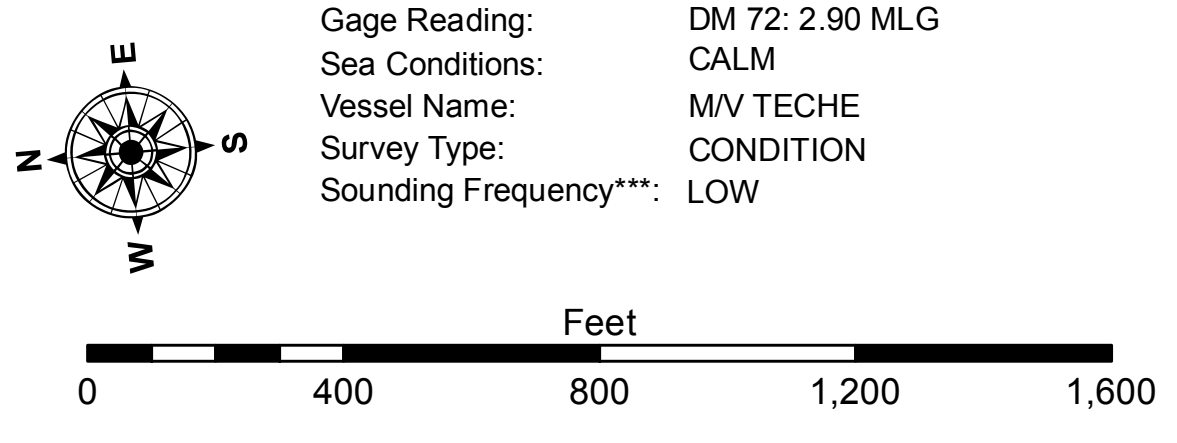 Gage Reading: DM 72: 2.90 MLG
Sea Conditions: CALM
Vessel Name: M/V TECHE
Survey Type: CONDITION
Sounding Frequency***: LOW
E
N S
W
Feet
0 400 800 1,200 1,600